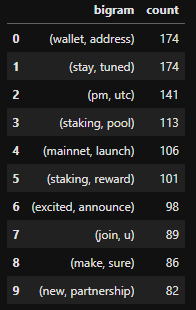 bigram count
0 (wallet, address) 174
1 (stay, tuned) 174
2 (pm, utc) 141
3 (staking, pool) 113
4 (mainnet, launch) 106
5 (staking, reward) 101
6 (excited, announce) 98
7 (join, u) 89
8 (make, sure) 86
9 (new, partnership) 82